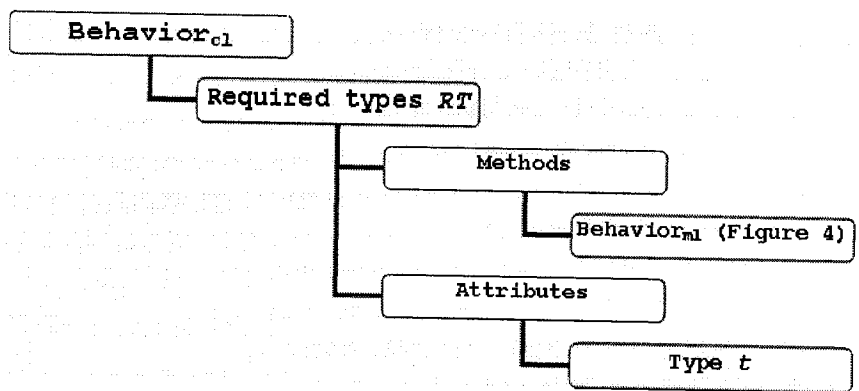 Behavior_cl
Required types RT
Methods
Behavior_ml (Figure 4)
Attributes
Type t